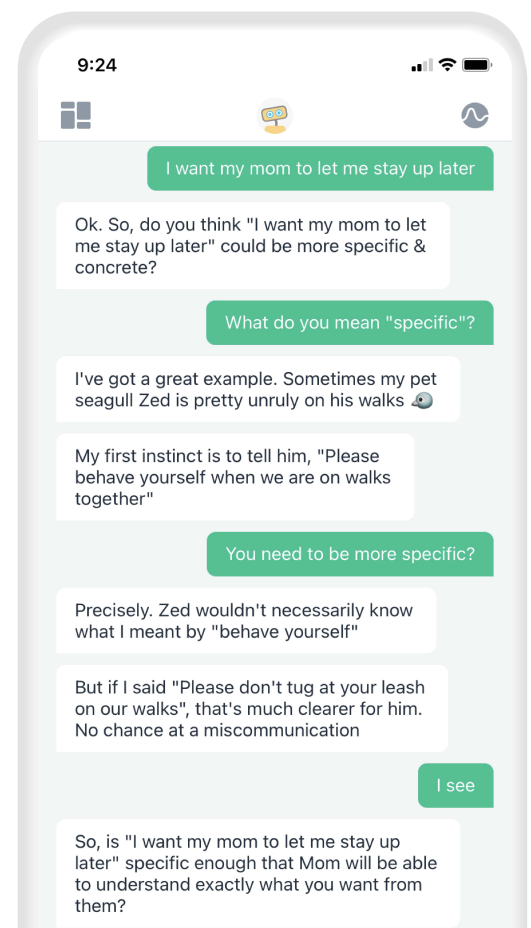 9:24
I want my mom to let me stay up later
Ok. So, do you think "I want my mom to let
me stay up later" could be more specific &
concrete?
What do you mean "specific"?
I've got a great example. Sometimes my pet
seagull Zed is pretty unruly on his walks
My first instinct is to tell him, "Please
behave yourself when we are on walks
together"
You need to be more specific?
Precisely. Zed wouldn't necessarily know
what I meant by "behave yourself"
But if I said "Please don't tug at your leash
on our walks", that's much clearer for him.
No chance at a miscommunication
I see
So, is "I want my mom to let me stay up
later" specific enough that Mom will be able
to understand exactly what you want from
them?